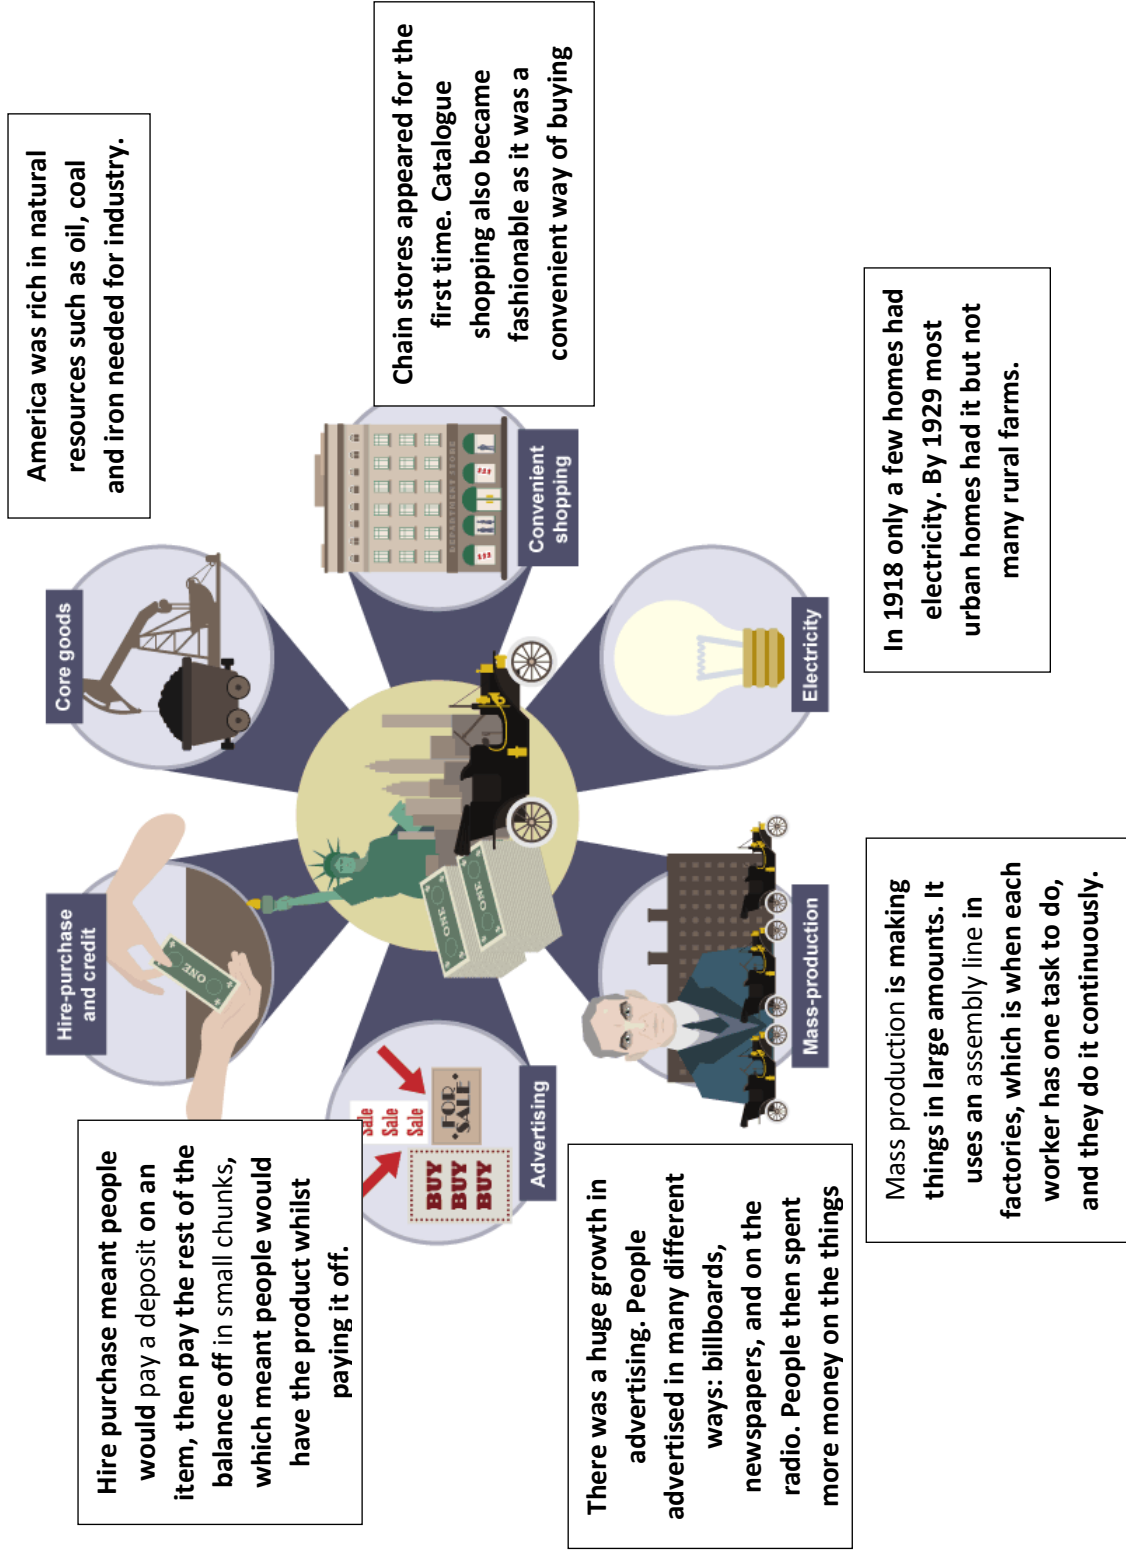 Hire purchase meant people
would pay a deposit on an
item, then pay the rest of the
balance off in small chunks,
which meant people would
have the product whilst
paying it off.
Hire-purchase
and credit
ONE
Core goods
America was rich in natural
resources such as oil, coal
and iron needed for industry.
Advertising
Sale
Sale
Sale
BUY
BUY
BUY
FOR
SALE
ONE
ONE
Convenient
shopping
DEPARTMENT STORE
Chain stores appeared for the
first time. Catalogue
shopping also became
fashionable as it was a
convenient way of buying
There was a huge growth in
advertising. People
advertised in many different
ways: billboards,
newspapers, and on the
radio. People then spent
more money on the things
Mass-production
Mass production is making
things in large amounts. It
uses an assembly line in
factories, which is when each
worker has one task to do,
and they do it continuously.
Electricity
In 1918 only a few homes had
electricity. By 1929 most
urban homes had it but not
many rural farms.